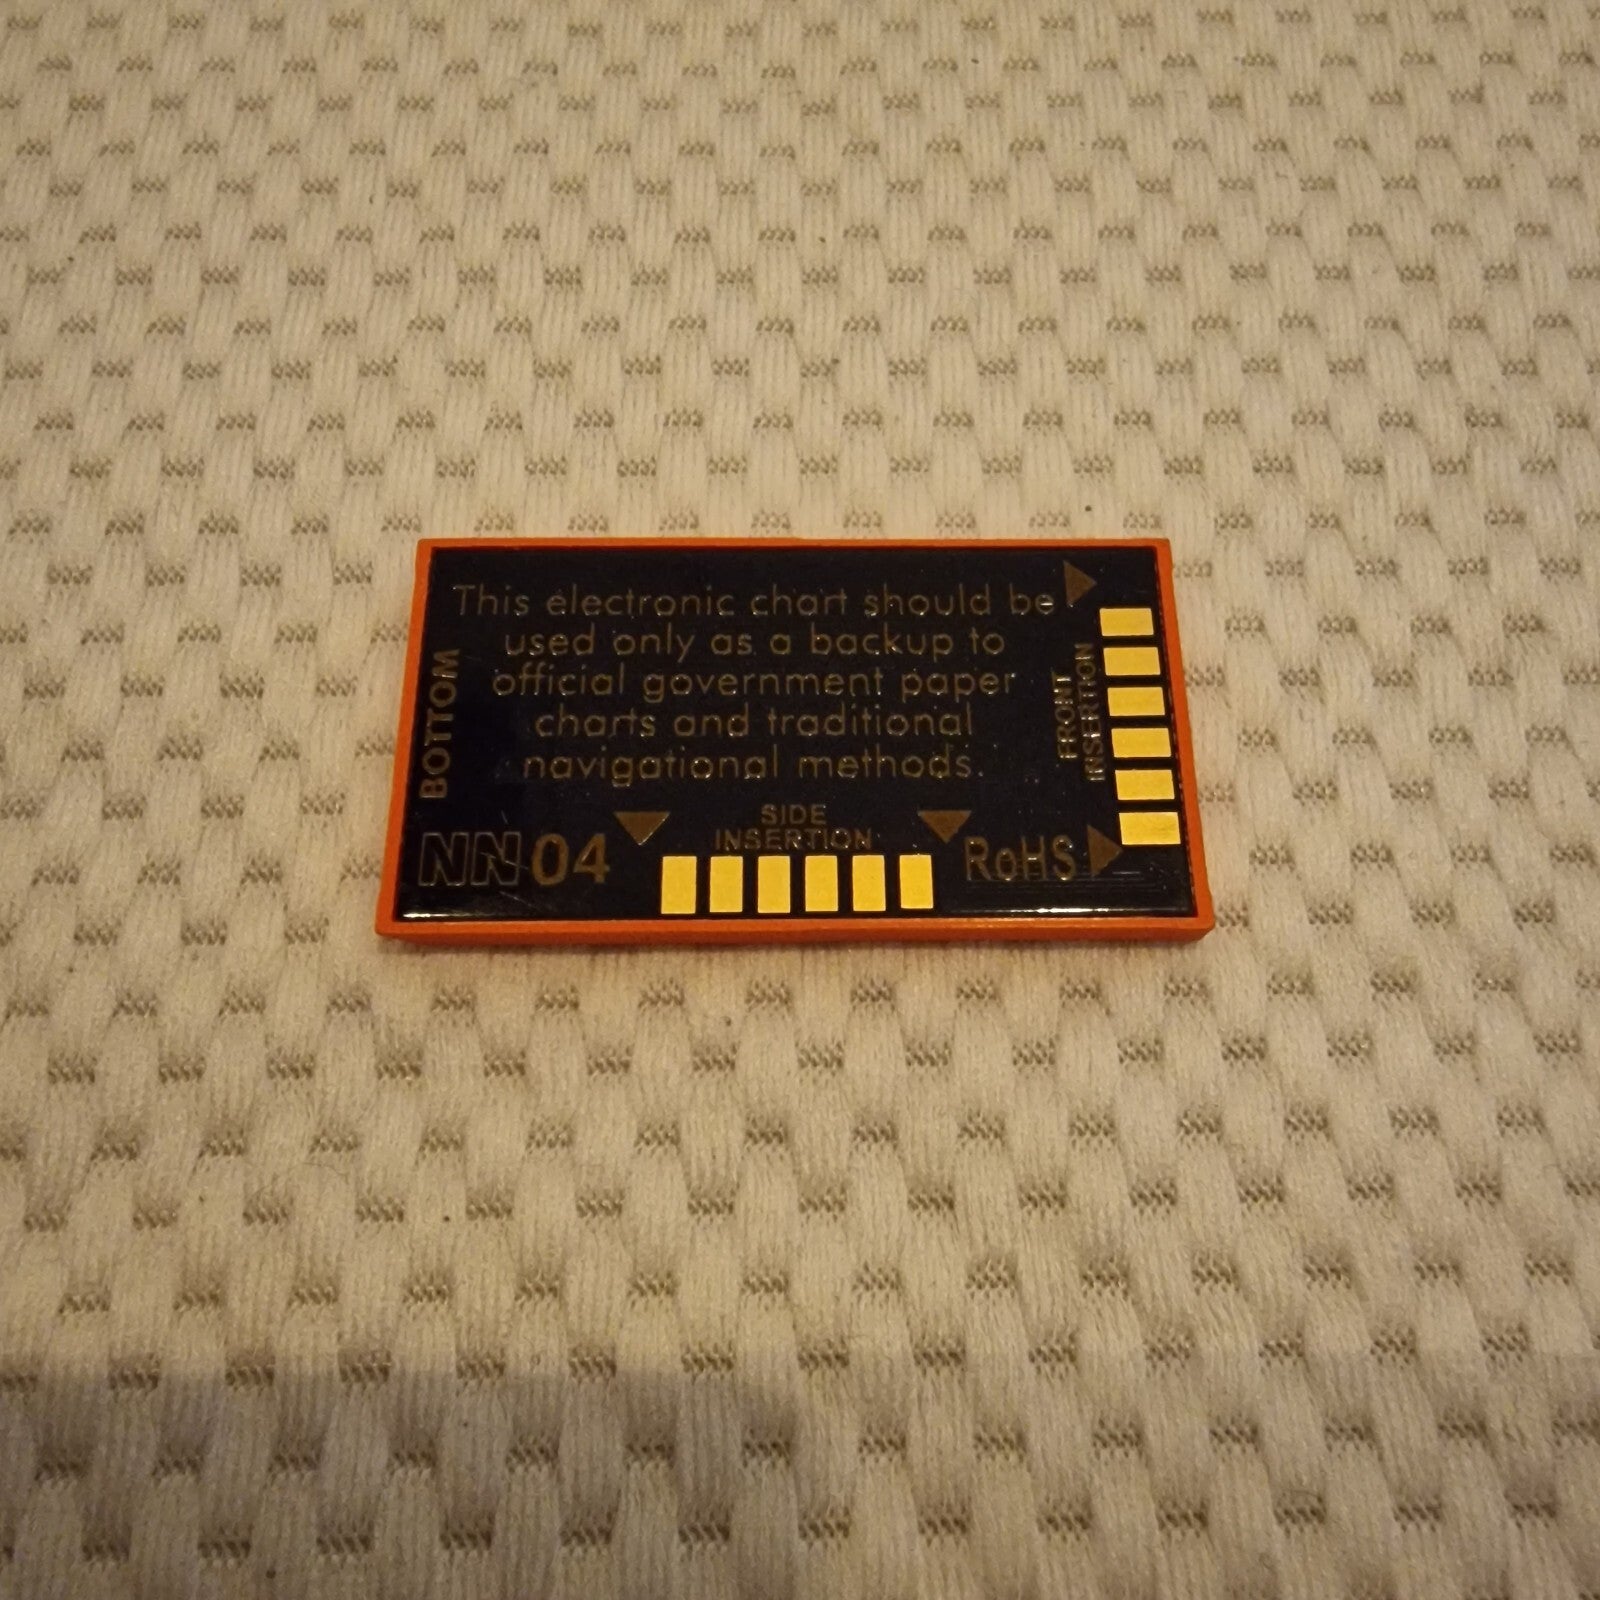 This electronic chart should be
used only as a backup to
official government paper
charts and traditional
navigational methods.
BOTTOM
FRONT
INSERTION
SIDE
INSERTION
NN04
RoHS